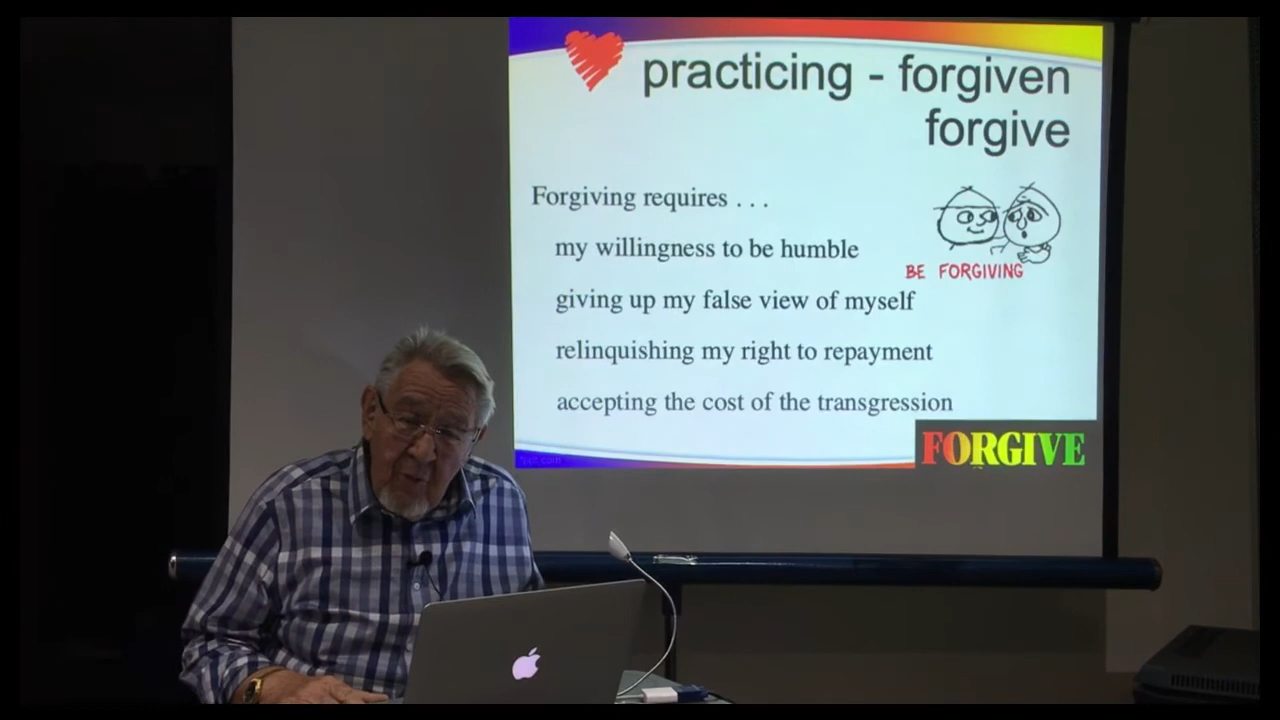 practicing - forgiven
forgive
Forgiving requires . . .
my willingness to be humble
BE FORGIVING
giving up my false view of myself
relinquishing my right to repayment
accepting the cost of the transgression
FORGIVE